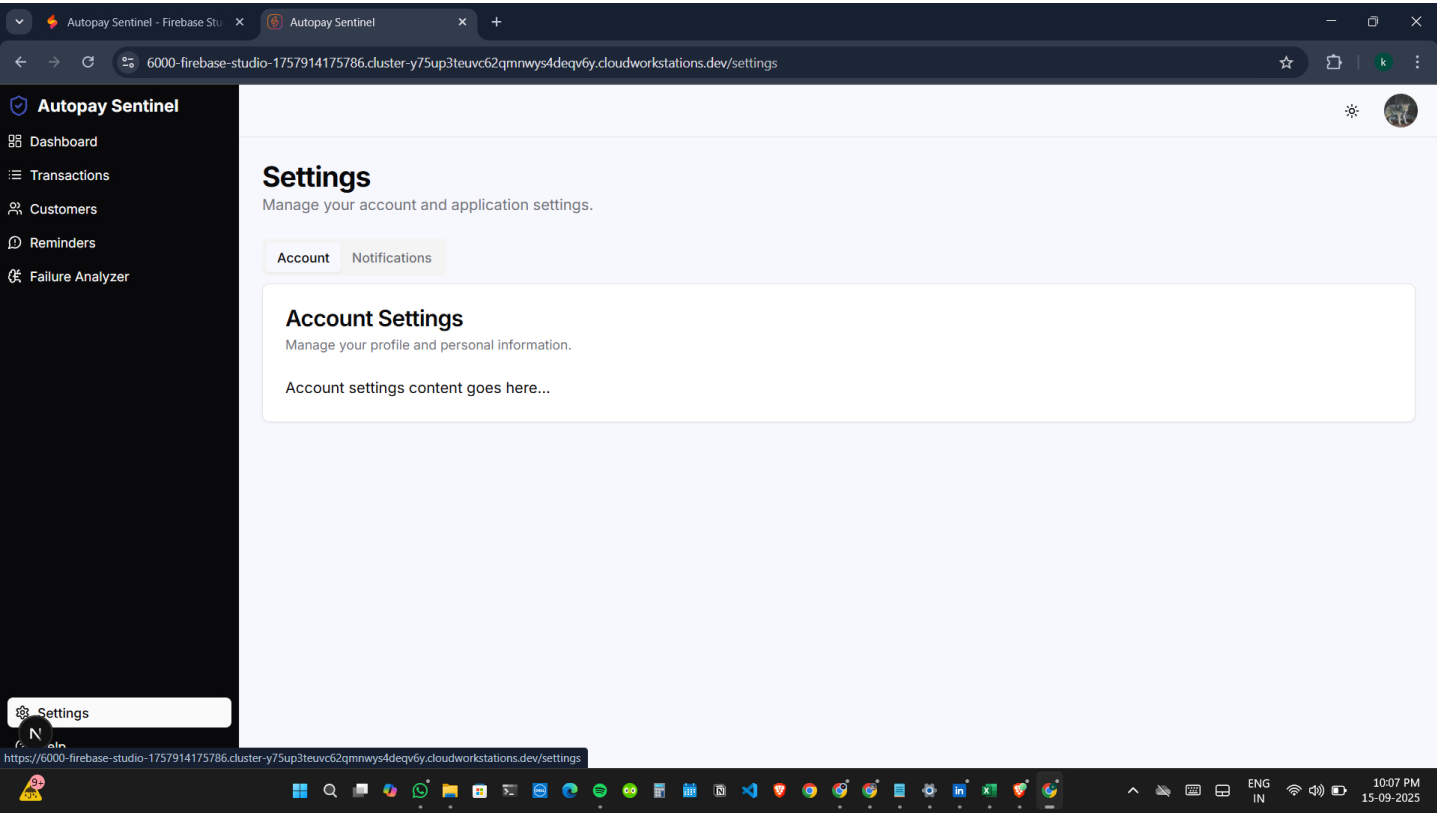 Autopay Sentinel - Firebase Stu
Autopay Sentinel
6000-firebase-studio-1757914175786.cluster-y75up3teuvc62qmnwys4deqv6y.cloudworkstations.dev/settings
k
Autopay Sentinel
Dashboard
Transactions
Customers
Reminders
Failure Analyzer
Settings
Manage your account and application settings.
Account Notifications
Account Settings
Manage your profile and personal information.
Account settings content goes here...
Settings
N
elp
https://6000-firebase-studio-1757914175786.cluster-y75up3teuvc62qmnwys4deqv6y.cloudworkstations.dev/settings
9+
ENG
IN
10:07 PM
15-09-2025